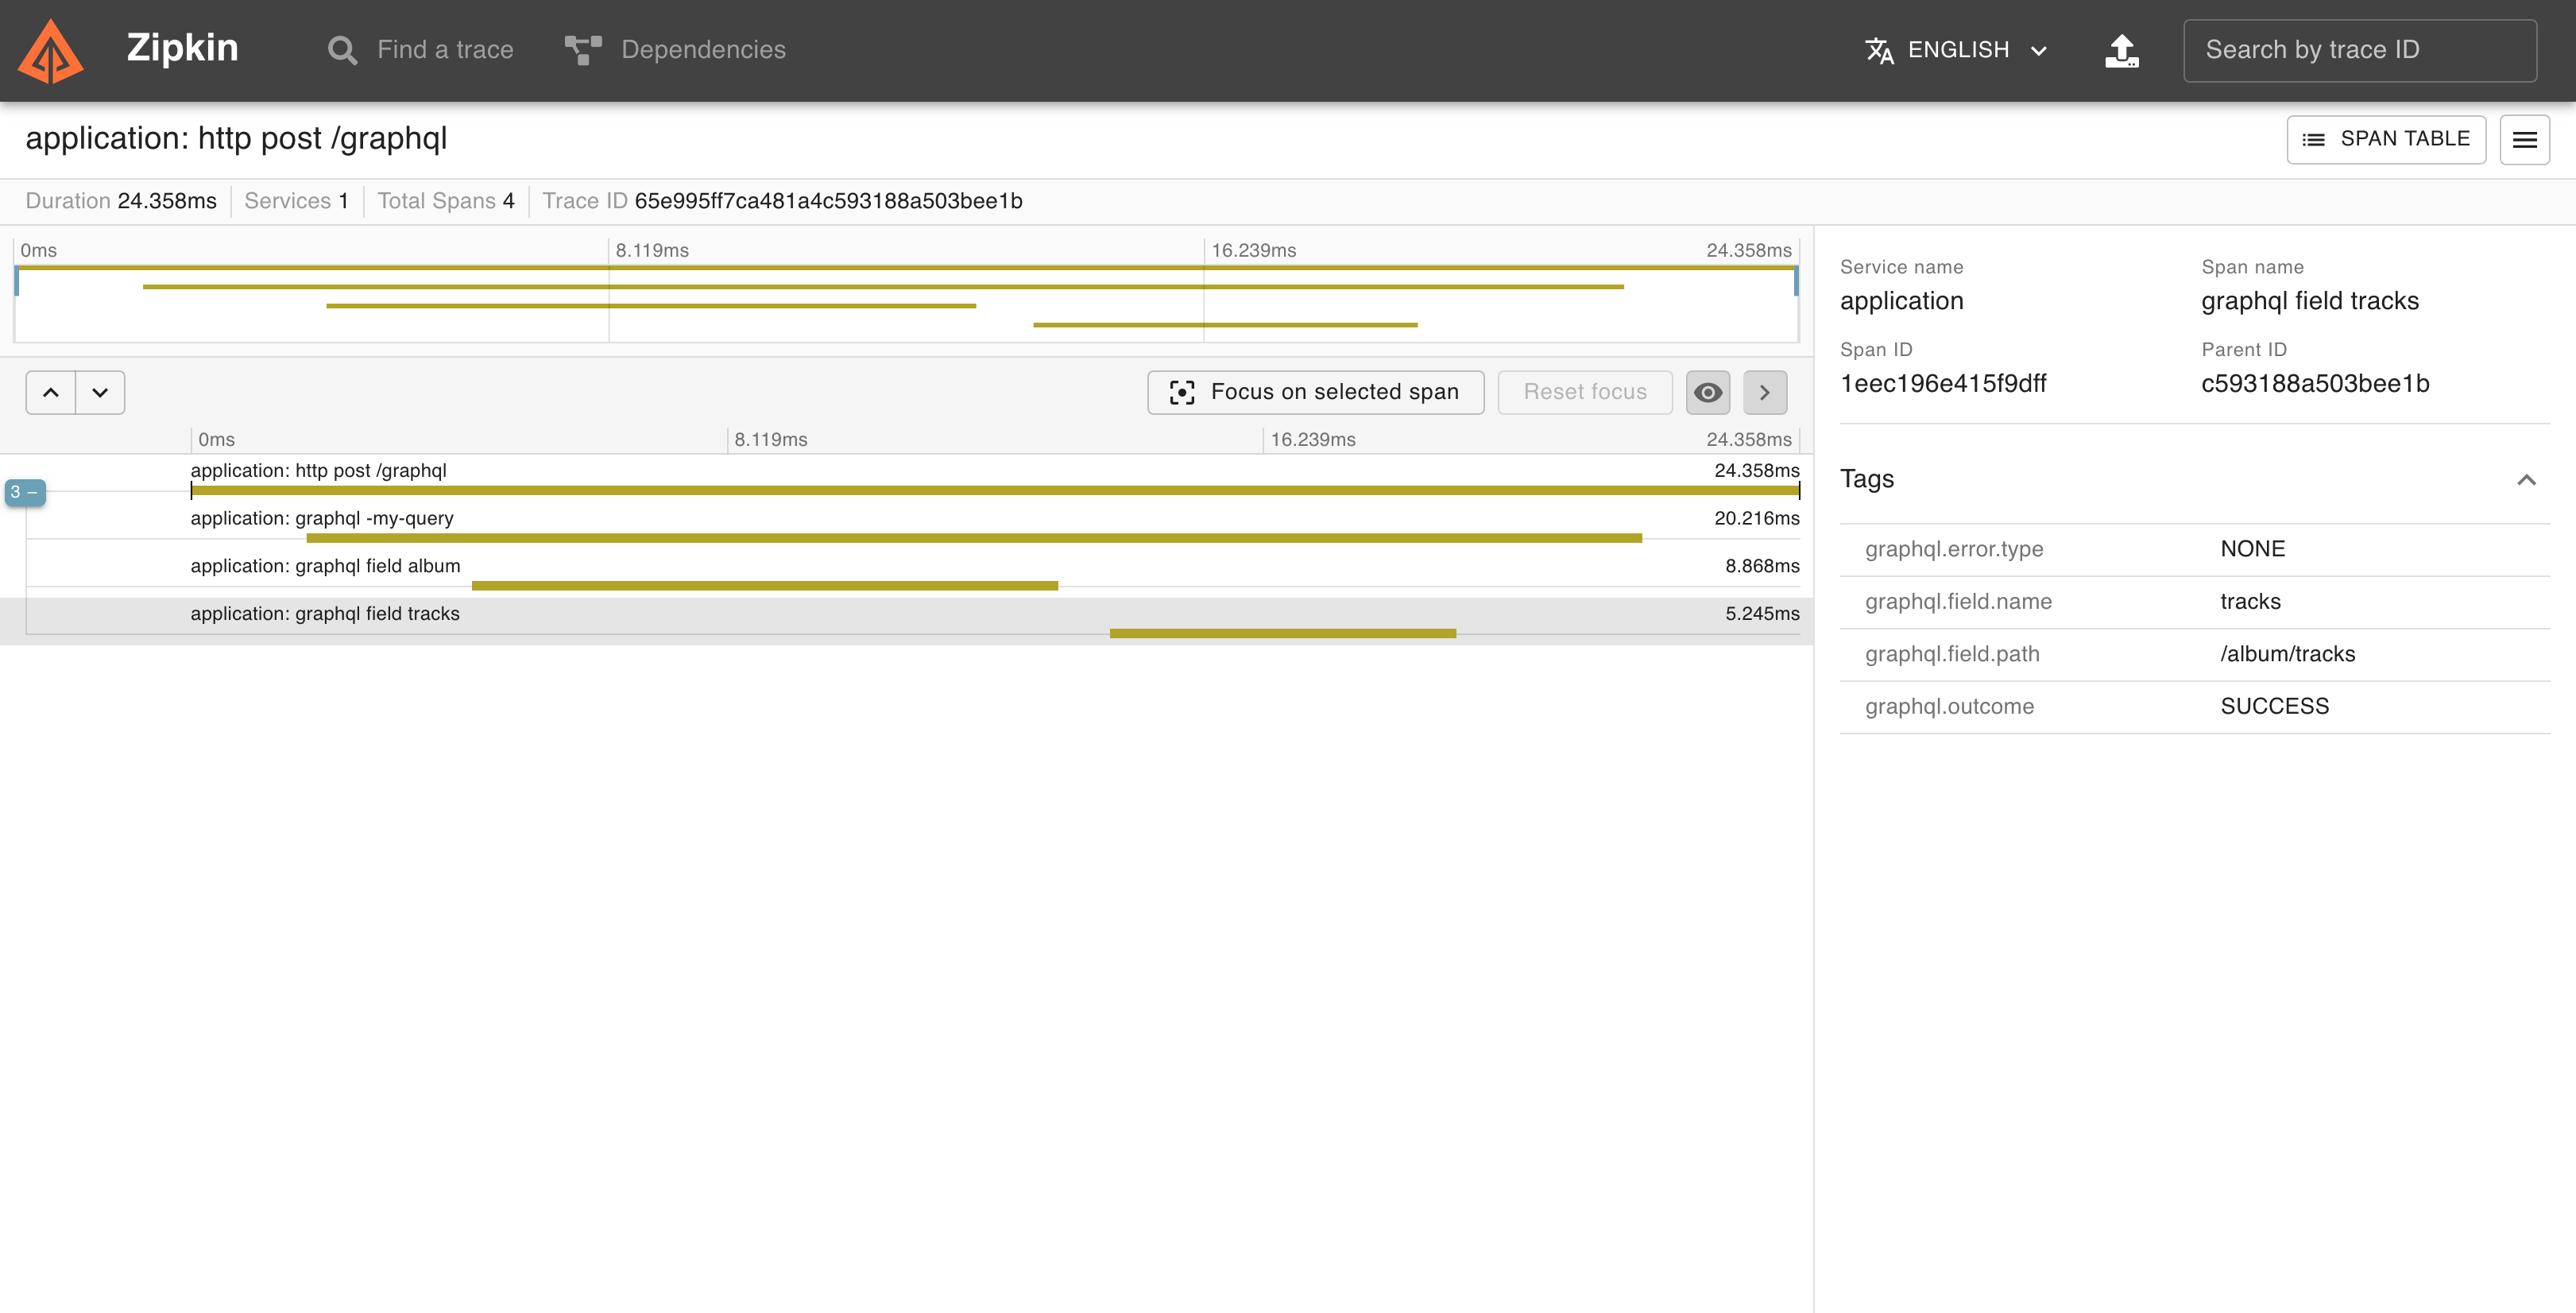 Zipkin
Find a trace
Dependencies
ENGLISH
Search by trace ID
application: http post /graphql
SPAN TABLE
Duration 24.358ms Services 1 Total Spans 4 Trace ID 65e995ff7ca481a4c593188a503bee1b
0ms 8.119ms 16.239ms 24.358ms
Focus on selected span
Reset focus
0ms 8.119ms 16.239ms 24.358ms
application: http post /graphql 24.358ms
3 –
application: graphql -my-query 20.216ms
application: graphql field album 8.868ms
application: graphql field tracks 5.245ms
Service name Span name
application graphql field tracks
Span ID Parent ID
1eec196e415f9dff c593188a503bee1b
Tags
graphql.error.type NONE
graphql.field.name tracks
graphql.field.path /album/tracks
graphql.outcome SUCCESS